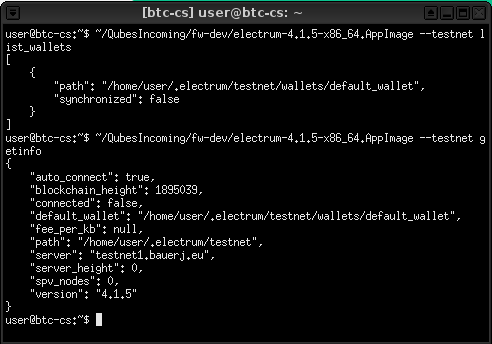 [btc-cs] user@btc-cs: ~
user@btc-cs:~$ ~/QubesIncoming/fw-dev/electrum-4.1.5-x86_64.AppImage --testnet l
ist_wallets
[
    {
        "path": "/home/user/.electrum/testnet/wallets/default_wallet",
        "synchronized": false
    }
]
user@btc-cs:~$ ~/QubesIncoming/fw-dev/electrum-4.1.5-x86_64.AppImage --testnet g
etinfo
{
    "auto_connect": true,
    "blockchain_height": 1895039,
    "connected": false,
    "default_wallet": "/home/user/.electrum/testnet/wallets/default_wallet",
    "fee_per_kb": null,
    "path": "/home/user/.electrum/testnet",
    "server": "testnet1.bauerj.eu",
    "server_height": 0,
    "spv_nodes": 0,
    "version": "4.1.5"
}
user@btc-cs:~$